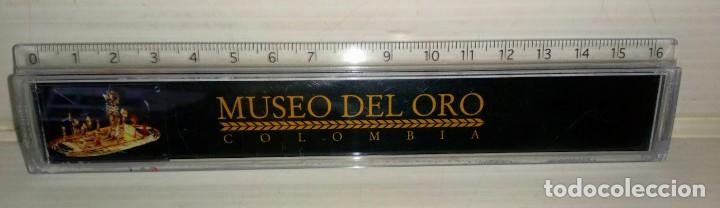 0 1 2 3 4 5 6 7 8 9 10 11 12 13 14 15 16
MUSEO DEL ORO
COLOMBIA
todocoleccion